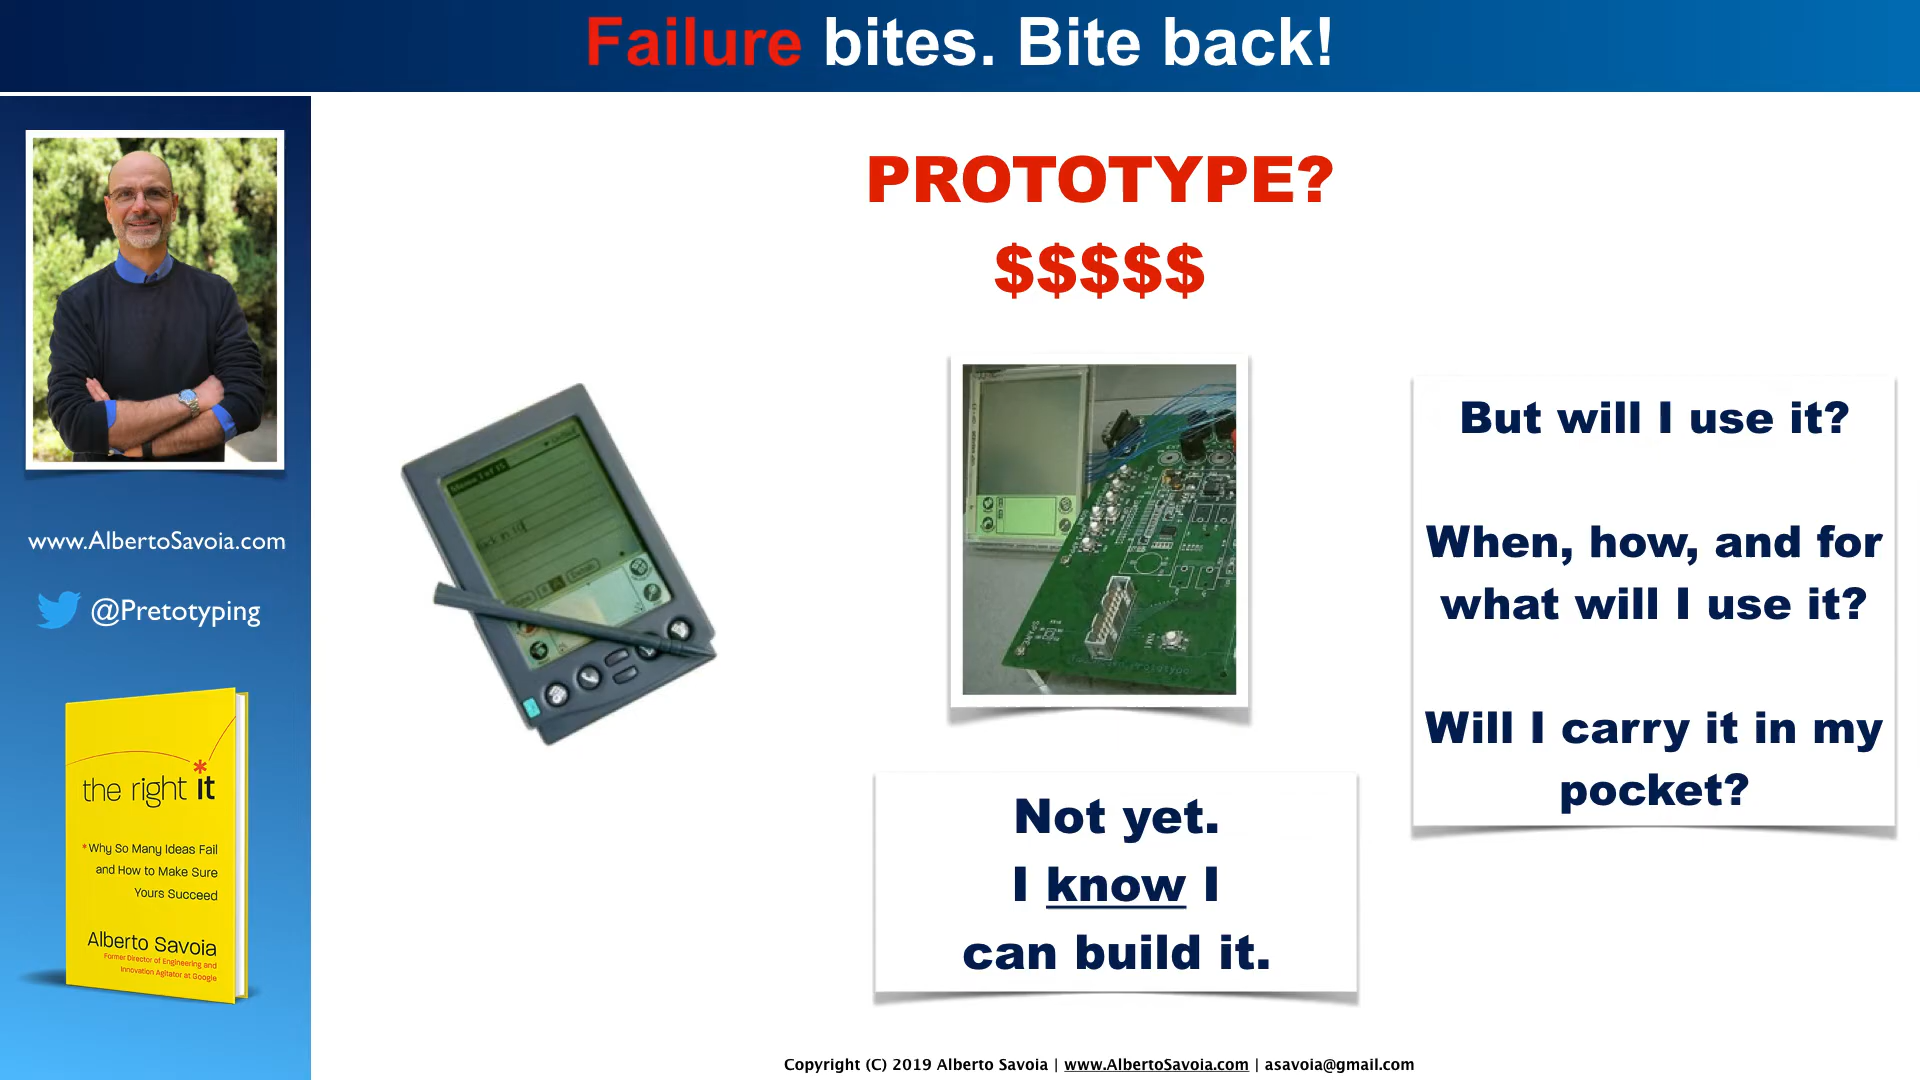 Failure bites. Bite back!
www.AlbertoSavoia.com
@Pretotyping
the right *it
*Why So Many Ideas Fail
and How to Make Sure
Yours Succeed
Alberto Savoia
Former Director of Engineering and
Innovation Agitator at Google
PROTOTYPE?
$$$$$
Not yet.
I know I
can build it.
But will I use it?
When, how, and for
what will I use it?
Will I carry it in my
pocket?
Copyright (C) 2019 Alberto Savoia | www.AlbertoSavoia.com | asavoia@gmail.com